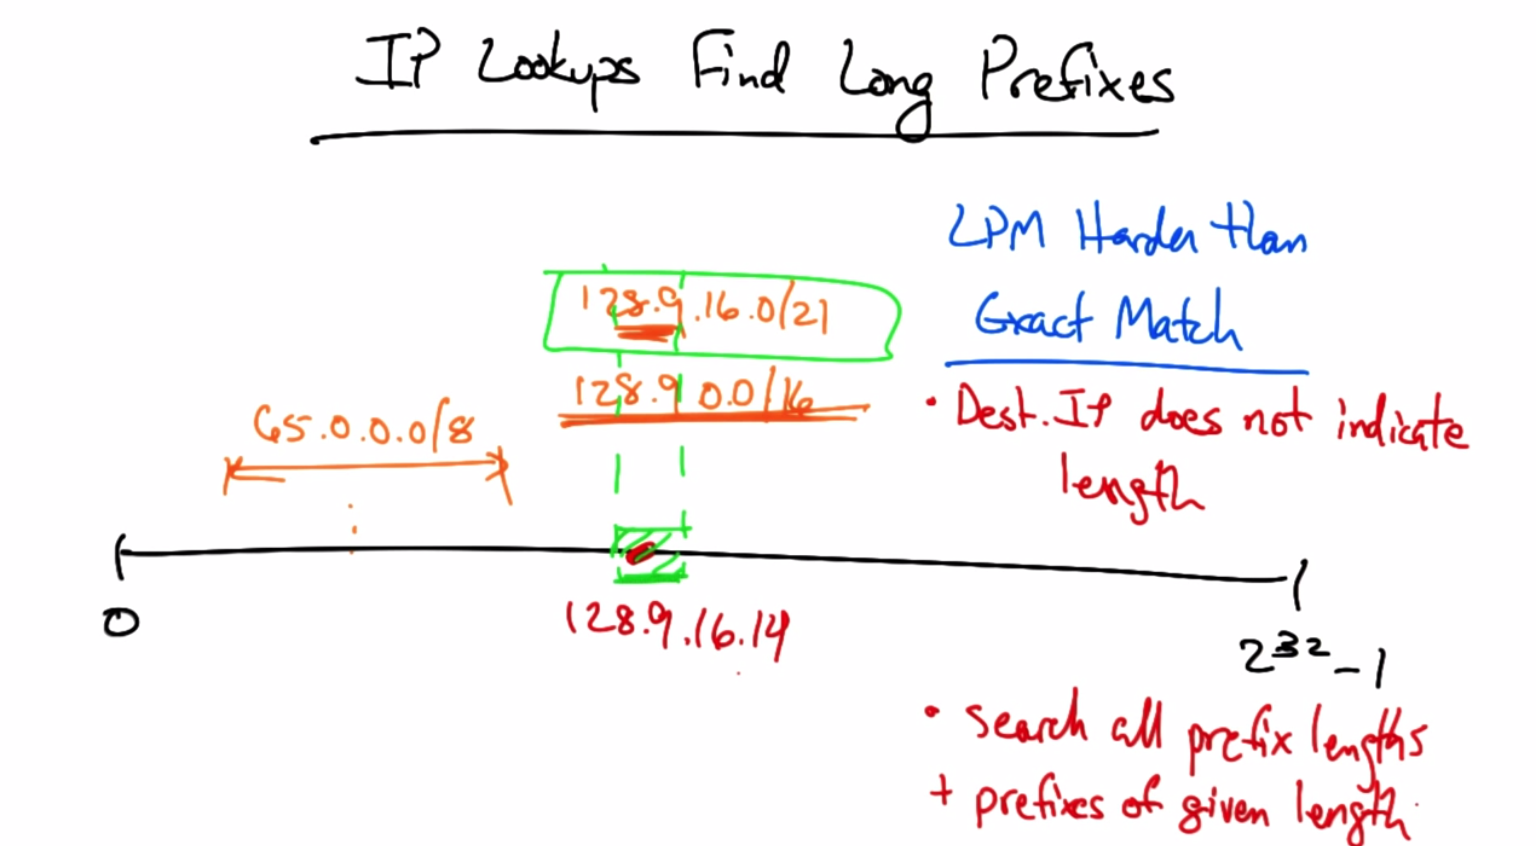 IP Lookups Find Long Prefixes
LPM Harder than
Exact Match
128.9.16.0/21
128.9 0.0/16
65.0.0.0/8
• Dest. IP does not indicate
length
0
128.9.16.14
2³² - 1
• search all prefix lengths
+ prefixes of given length